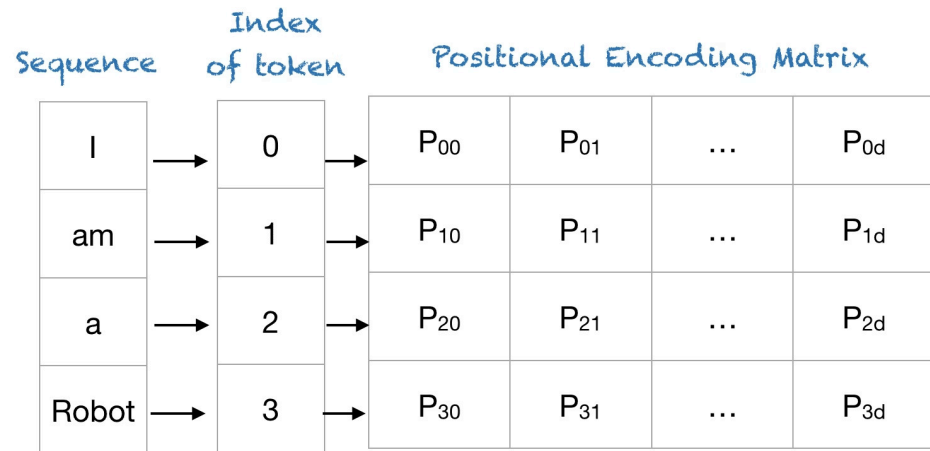 Sequence
Index
of token
Positional Encoding Matrix
I 0 P00 P01 ... P0d
am 1 P10 P11 ... P1d
a 2 P20 P21 ... P2d
Robot 3 P30 P31 ... P3d